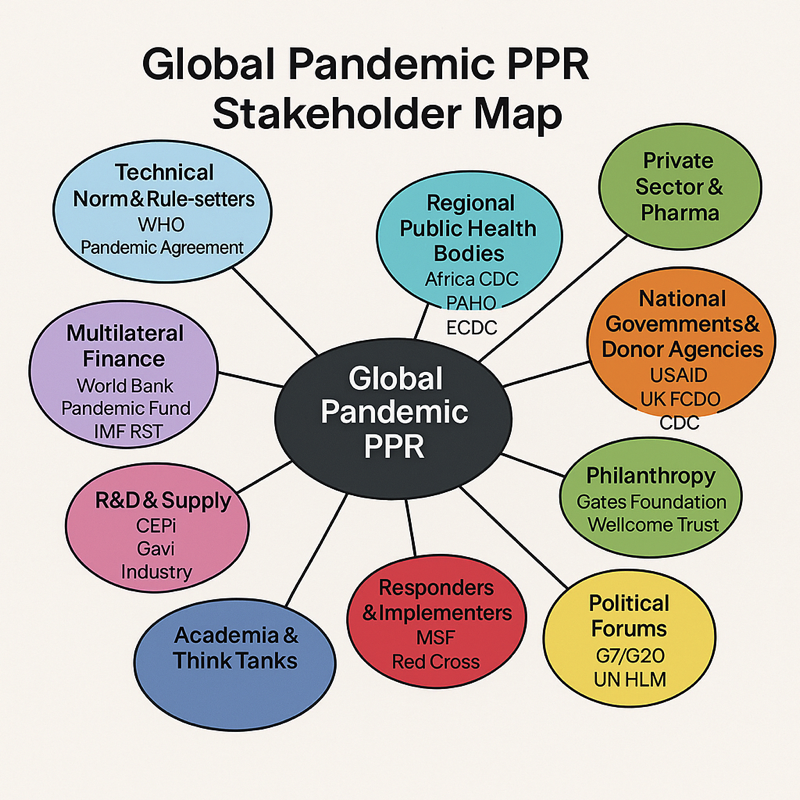 Global Pandemic PPR
Stakeholder Map
Technical
Norm & Rule-setters
WHO
Pandemic Agreement
Regional
Public Health
Bodies
Africa CDC
PAHO
ECDC
Private
Sector &
Pharma
Multilateral
Finance
World Bank
Pandemic Fund
IMF RST
Global
Pandemic
PPR
National
Govemments&
Donor Agencies
USAID
UK FCDO
CDC
R&D & Supply
CEPi
Gavi
Industry
Philanthropy
Gates Foundation
Wellcome Trust
Academia &
Think Tanks
Responders
& Implementers
MSF
Red Cross
Political
Forums
G7/G20
UN HLM